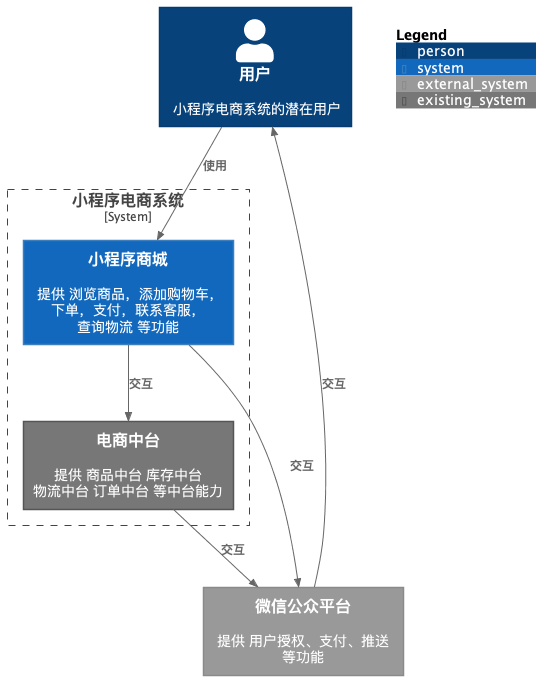 用户
小程序电商系统的潜在用户
Legend
person
system
external_system
existing_system
使用
小程序电商系统
[System]
小程序商城
提供 浏览商品，添加购物车，
下单，支付，联系客服，
查询物流 等功能
交互
交互
电商中台
提供 商品中台 库存中台
物流中台 订单中台 等中台能力
交互
交互
微信公众平台
提供 用户授权、支付、推送
等功能